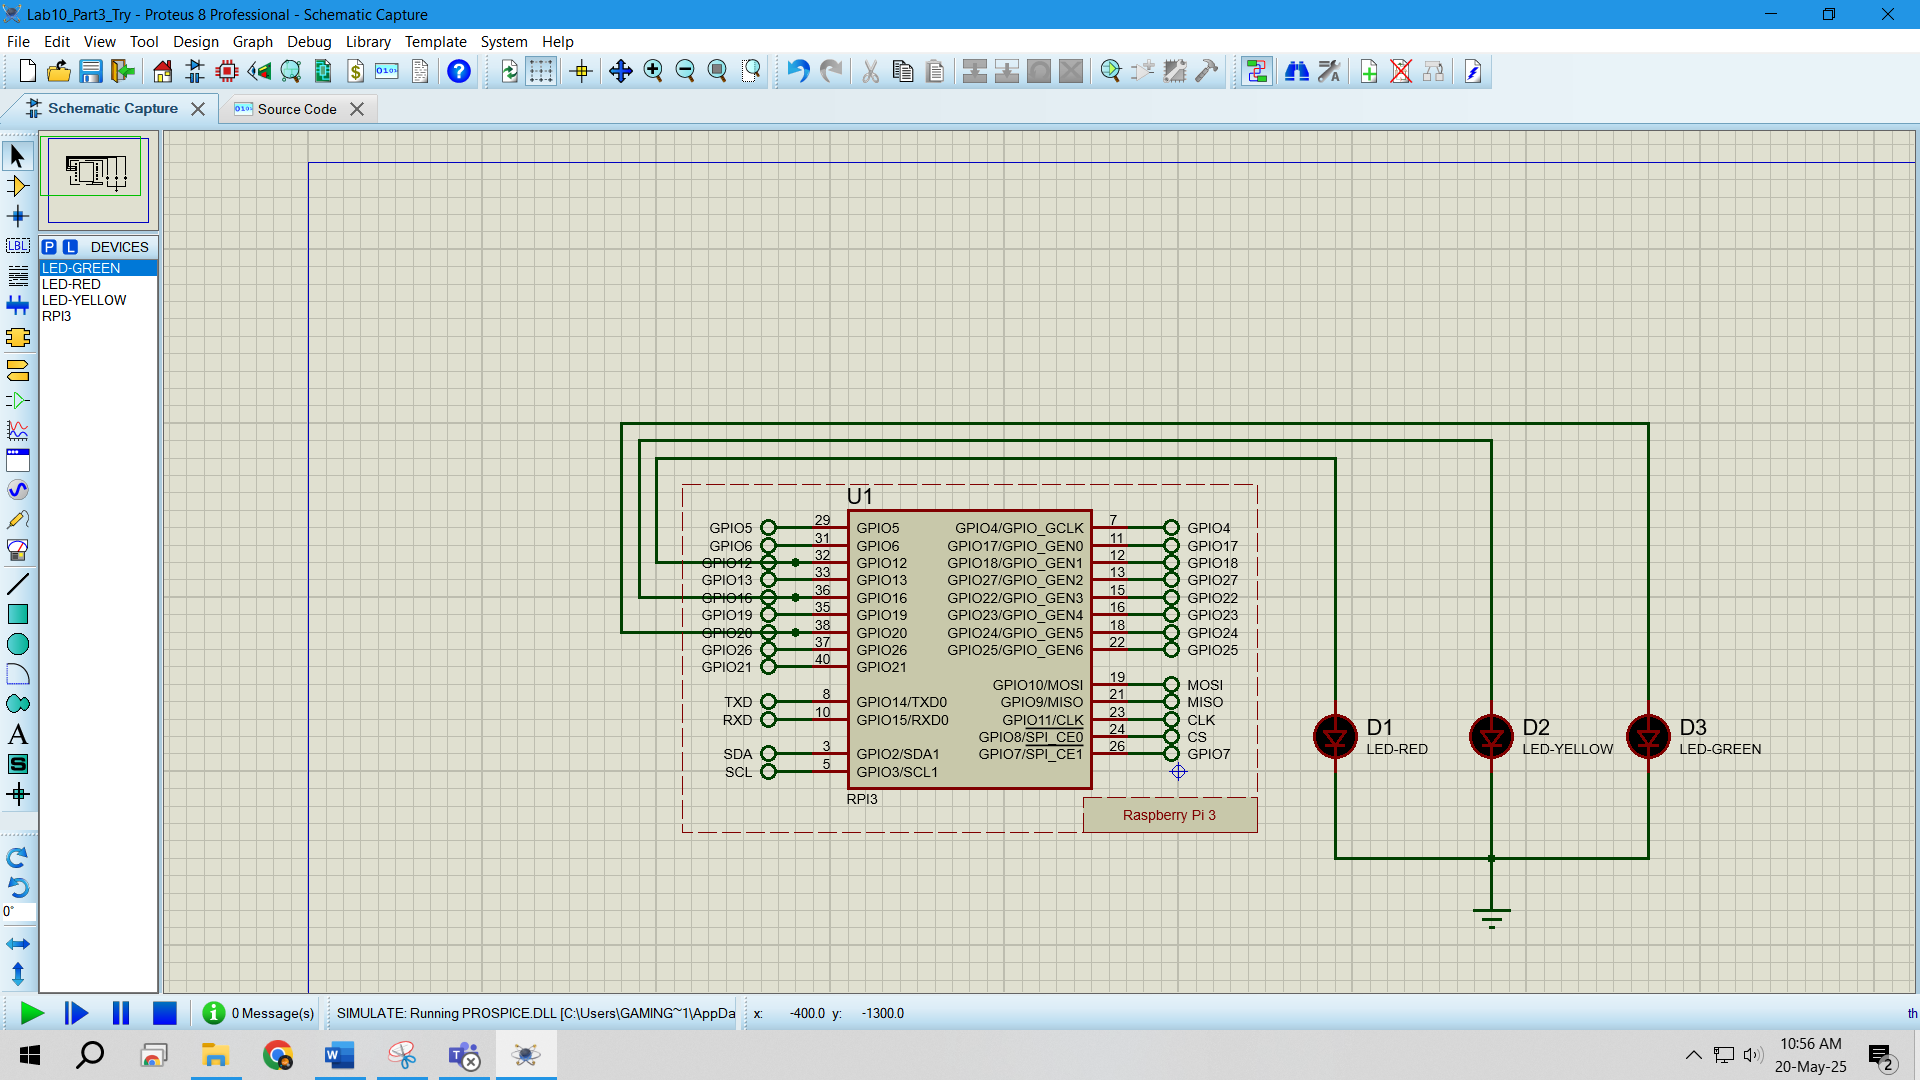 Lab10_Part3_Try - Proteus 8 Professional - Schematic Capture
File Edit View Tool Design Graph Debug Library Template System Help
Schematic Capture
Source Code
P L DEVICES
LED-GREEN
LED-RED
LED-YELLOW
RPI3
LBL
A
S
0°
U1
GPIO5 29 GPIO5 GPIO4/GPIO_GCLK 7 GPIO4
GPIO6 31 GPIO6 GPIO17/GPIO_GEN0 11 GPIO17
GPIO12 32 GPIO12 GPIO18/GPIO_GEN1 12 GPIO18
GPIO13 33 GPIO13 GPIO27/GPIO_GEN2 13 GPIO27
GPIO16 36 GPIO16 GPIO22/GPIO_GEN3 15 GPIO22
GPIO19 35 GPIO19 GPIO23/GPIO_GEN4 16 GPIO23
GPIO20 38 GPIO20 GPIO24/GPIO_GEN5 18 GPIO24
GPIO26 37 GPIO26 GPIO25/GPIO_GEN6 22 GPIO25
GPIO21 40 GPIO21
GPIO10/MOSI 19 MOSI
TXD 8 GPIO14/TXD0 GPIO9/MISO 21 MISO
RXD 10 GPIO15/RXD0 GPIO11/CLK 23 CLK
GPIO8/SPI_CE0 24 CS
SDA 3 GPIO2/SDA1 GPIO7/SPI_CE1 26 GPIO7
SCL 5 GPIO3/SCL1
RPI3
Raspberry Pi 3
D1
LED-RED
D2
LED-YELLOW
D3
LED-GREEN
0 Message(s)
SIMULATE: Running PROSPICE.DLL [C:\Users\GAMING~1\AppDa
x: -400.0 y: -1300.0
th
10:56 AM
20-May-25
2